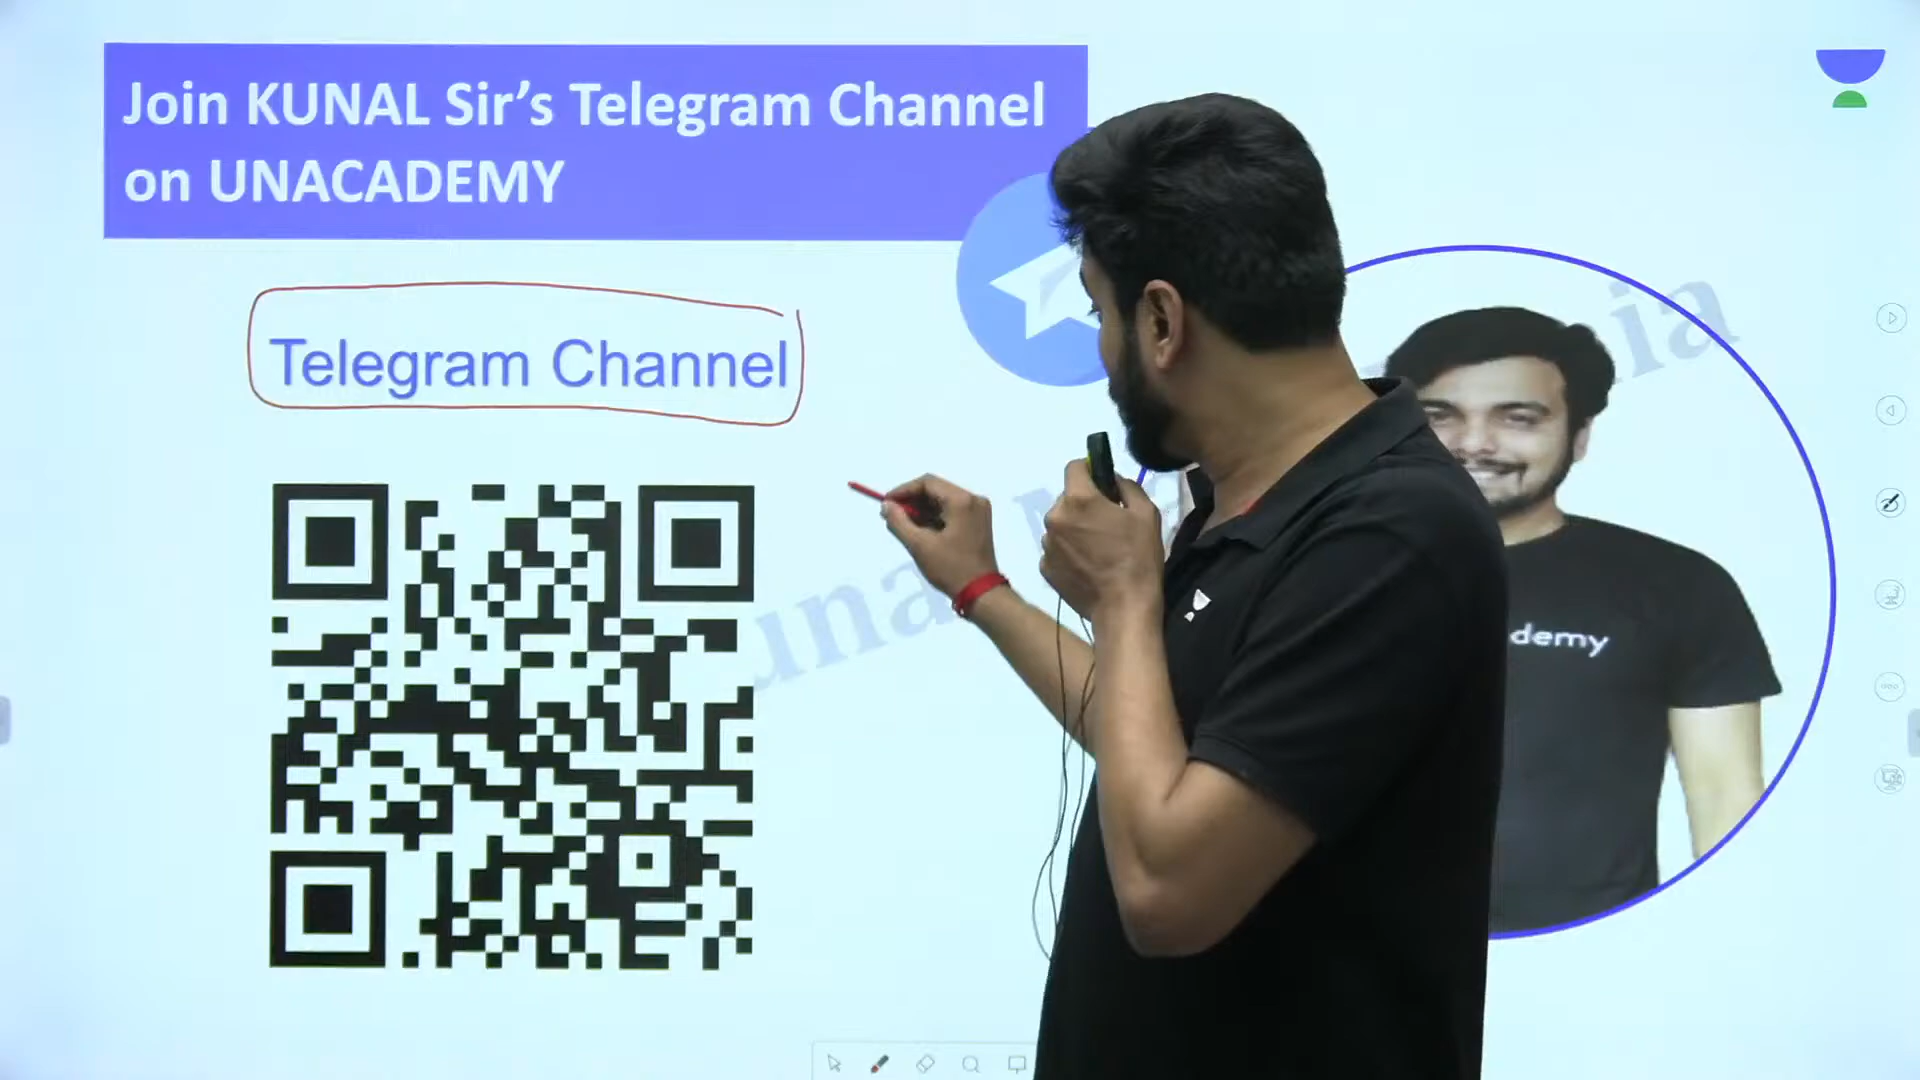 Join KUNAL Sir’s Telegram Channel
on UNACADEMY
Telegram Channel
demy